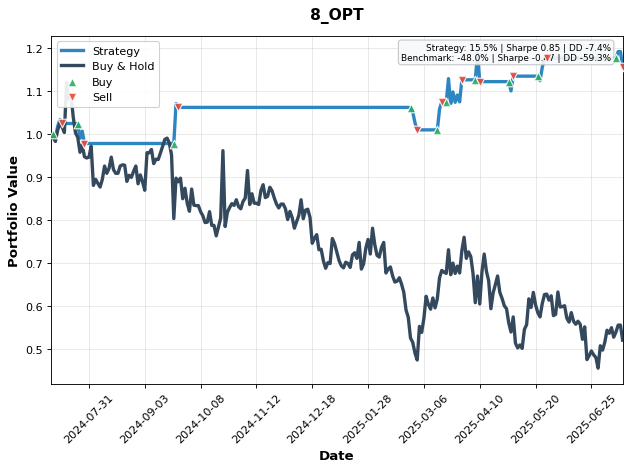 8_OPT
Strategy: 15.5% | Sharpe 0.85 | DD -7.4%
Benchmark: -48.0% | Sharpe -0.47 | DD -59.3%
Strategy
Buy & Hold
Buy
Sell
Portfolio Value
1.2
1.1
1.0
0.9
0.8
0.7
0.6
0.5
2024-07-31
2024-09-03
2024-10-08
2024-11-12
2024-12-18
2025-01-28
2025-03-06
2025-04-10
2025-05-20
2025-06-25
Date